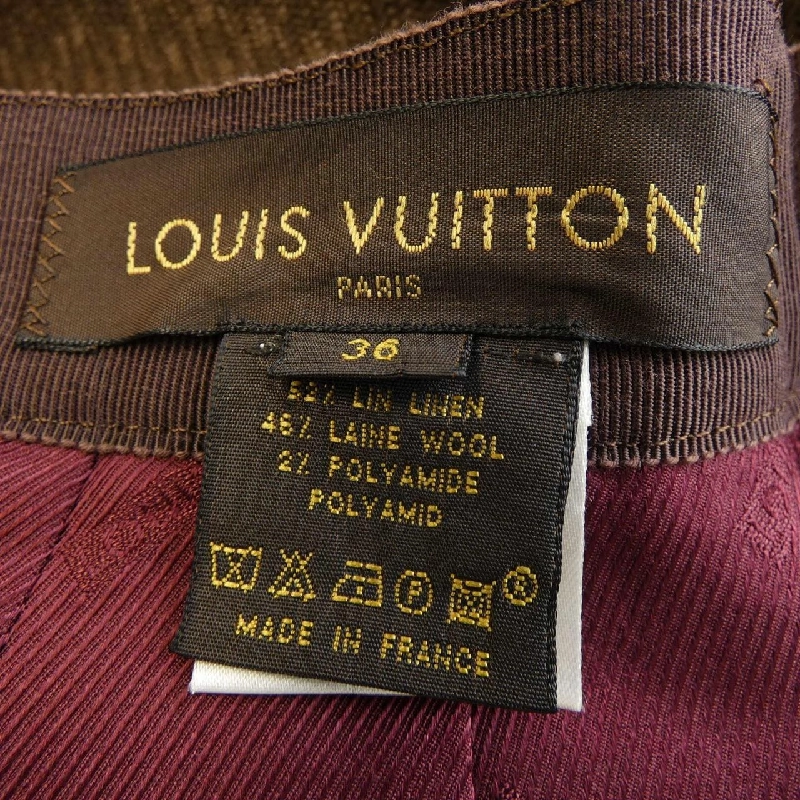 LOUIS VUITTON
PARIS
36
52% LIN LINEN
46% LAINE WOOL
2% POLYAMIDE
POLYAMID
F ®
MADE IN FRANCE